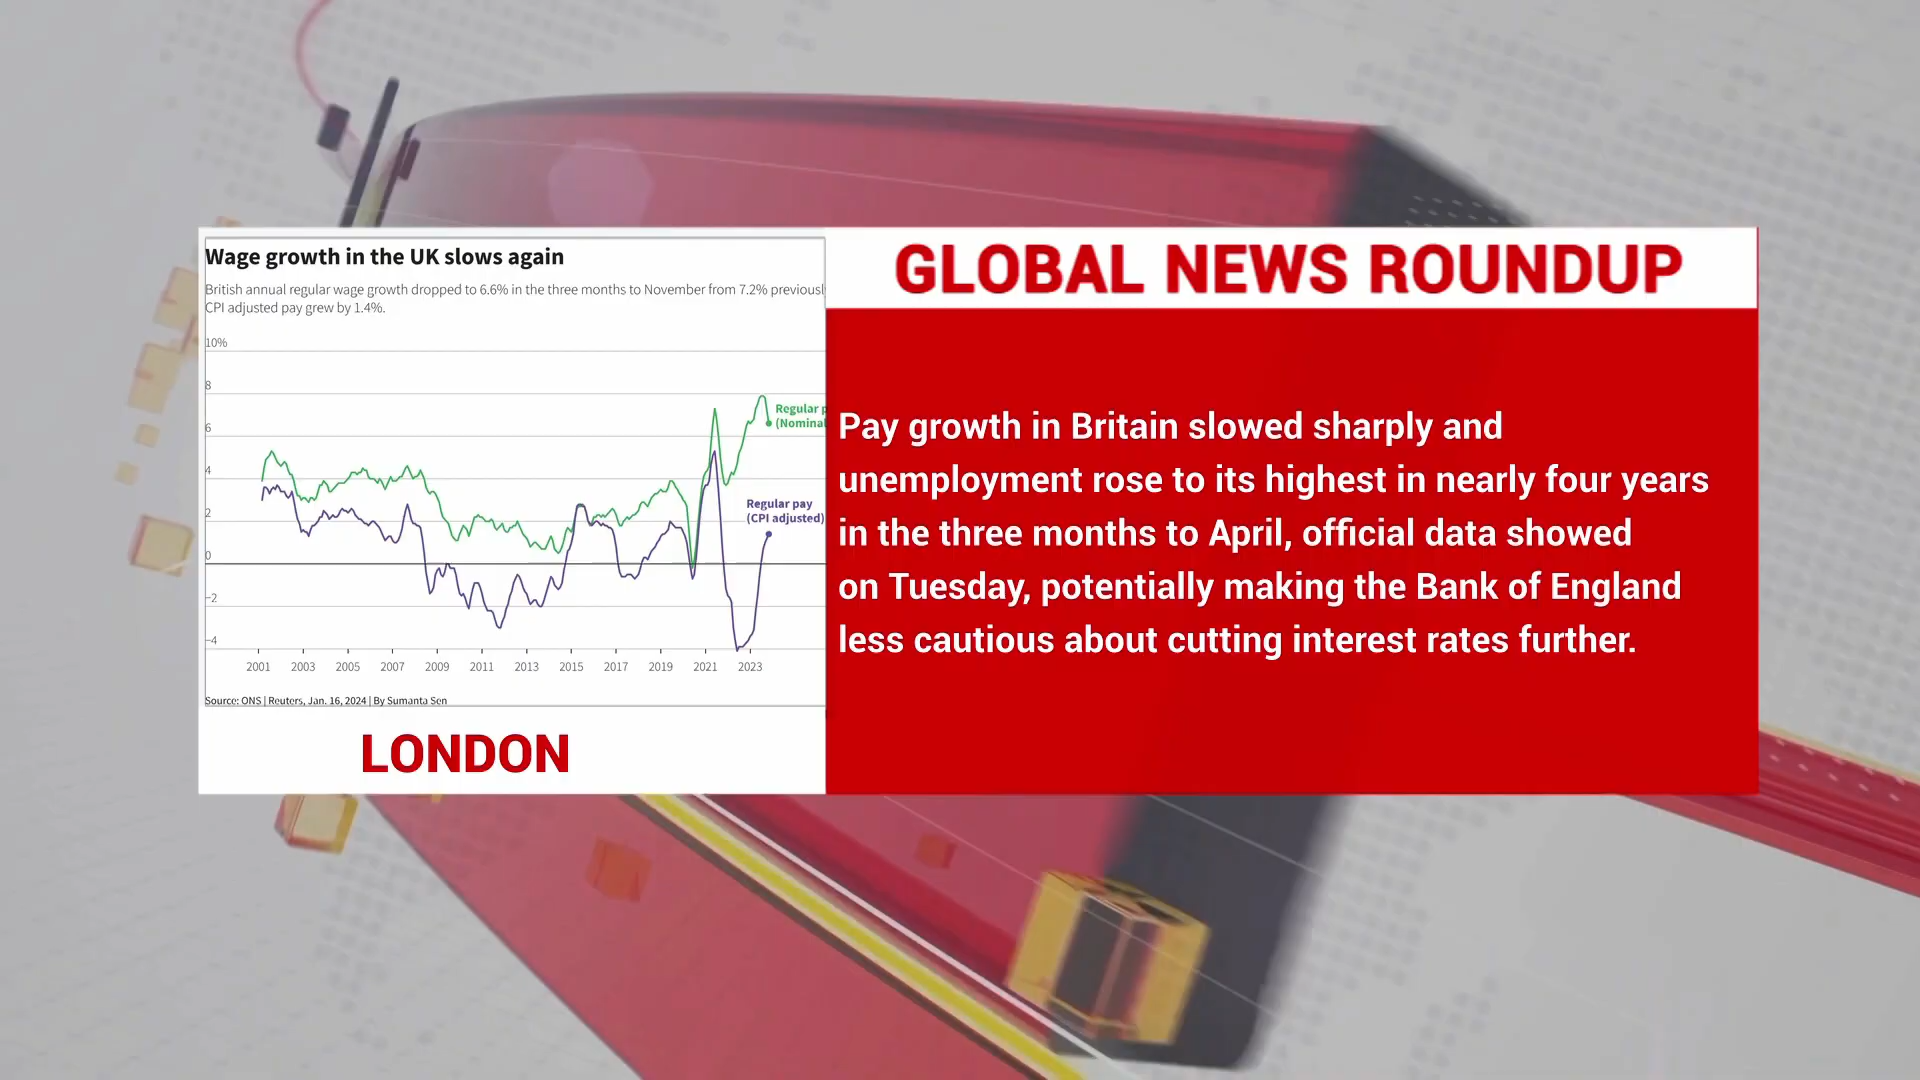 Wage growth in the UK slows again
British annual regular wage growth dropped to 6.6% in the three months to November from 7.2% previousl
CPI adjusted pay grew by 1.4%.
10%
8
6
4
2
0
−2
−4
Regular p
(Nominal
Regular pay
(CPI adjusted)
2001 2003 2005 2007 2009 2011 2013 2015 2017 2019 2021 2023
Source: ONS | Reuters, Jan. 16, 2024 | By Sumanta Sen
LONDON
GLOBAL NEWS ROUNDUP
Pay growth in Britain slowed sharply and
unemployment rose to its highest in nearly four years
in the three months to April, official data showed
on Tuesday, potentially making the Bank of England
less cautious about cutting interest rates further.